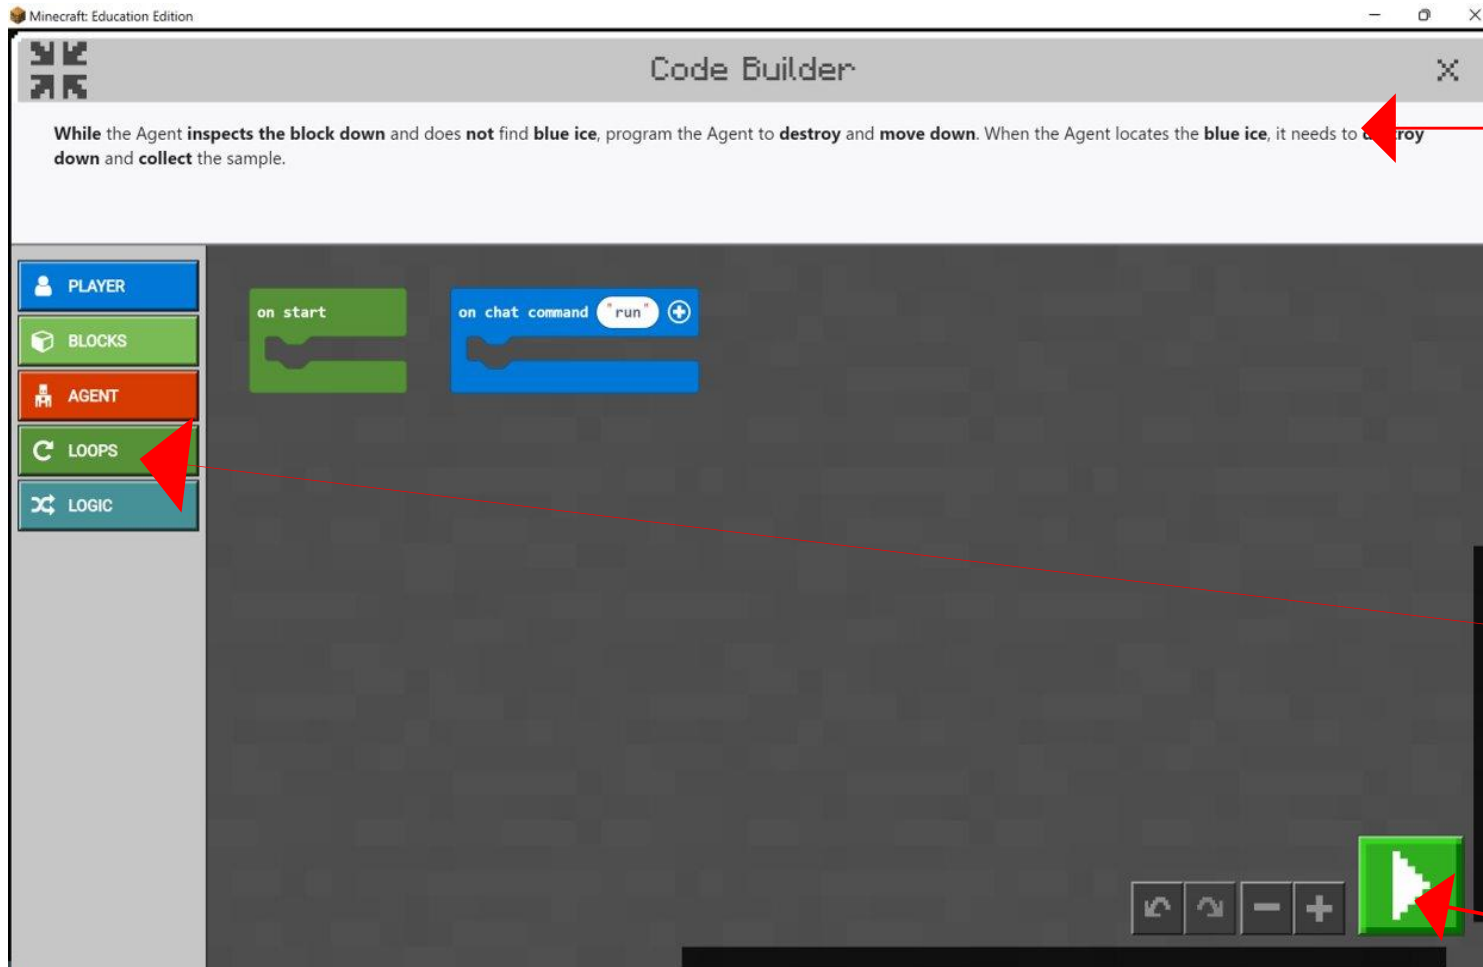 Minecraft: Education Edition
Code Builder
While the Agent inspects the block down and does not find blue ice, program the Agent to destroy and move down. When the Agent locates the blue ice, it needs to destroy
down and collect the sample.
PLAYER
BLOCKS
AGENT
LOOPS
LOGIC
on start
on chat command "run"